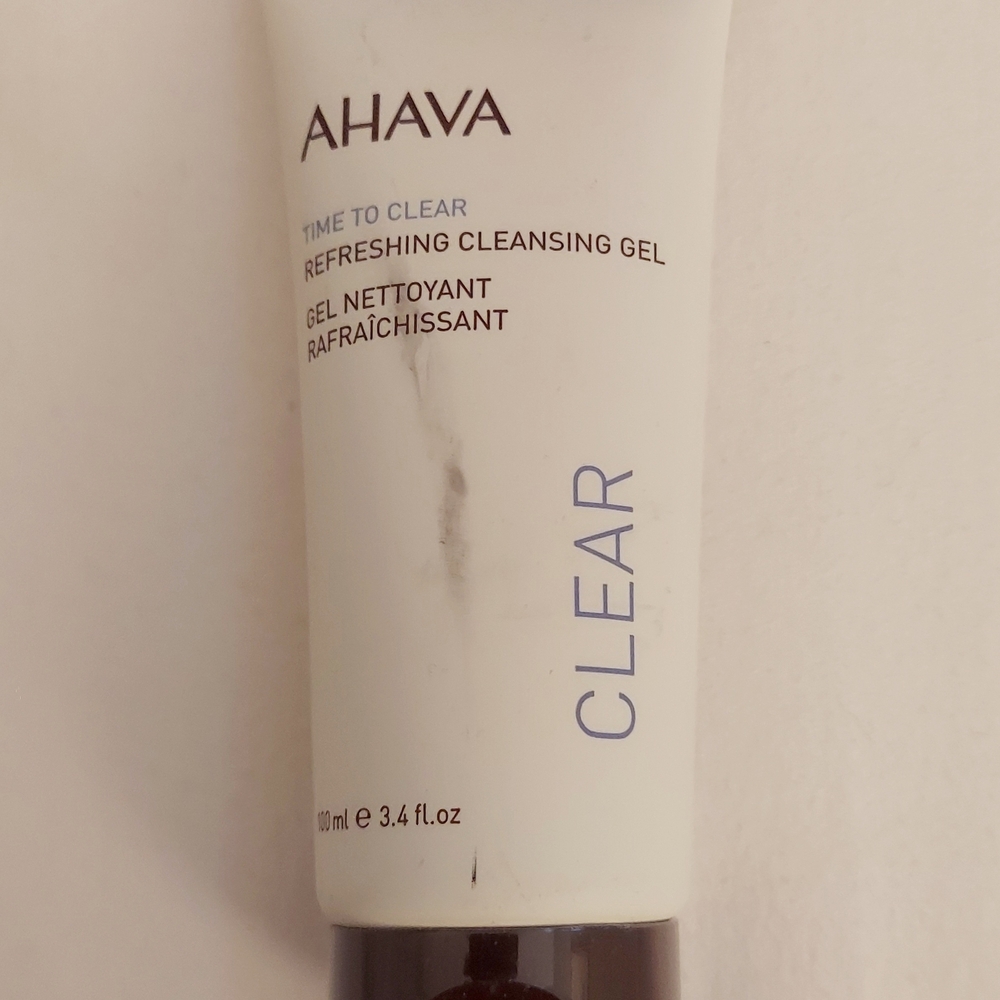 AHAVA
TIME TO CLEAR
REFRESHING CLEANSING GEL
GEL NETTOYANT
RAFRAÎCHISSANT
CLEAR
100 ml e 3.4 fl.oz